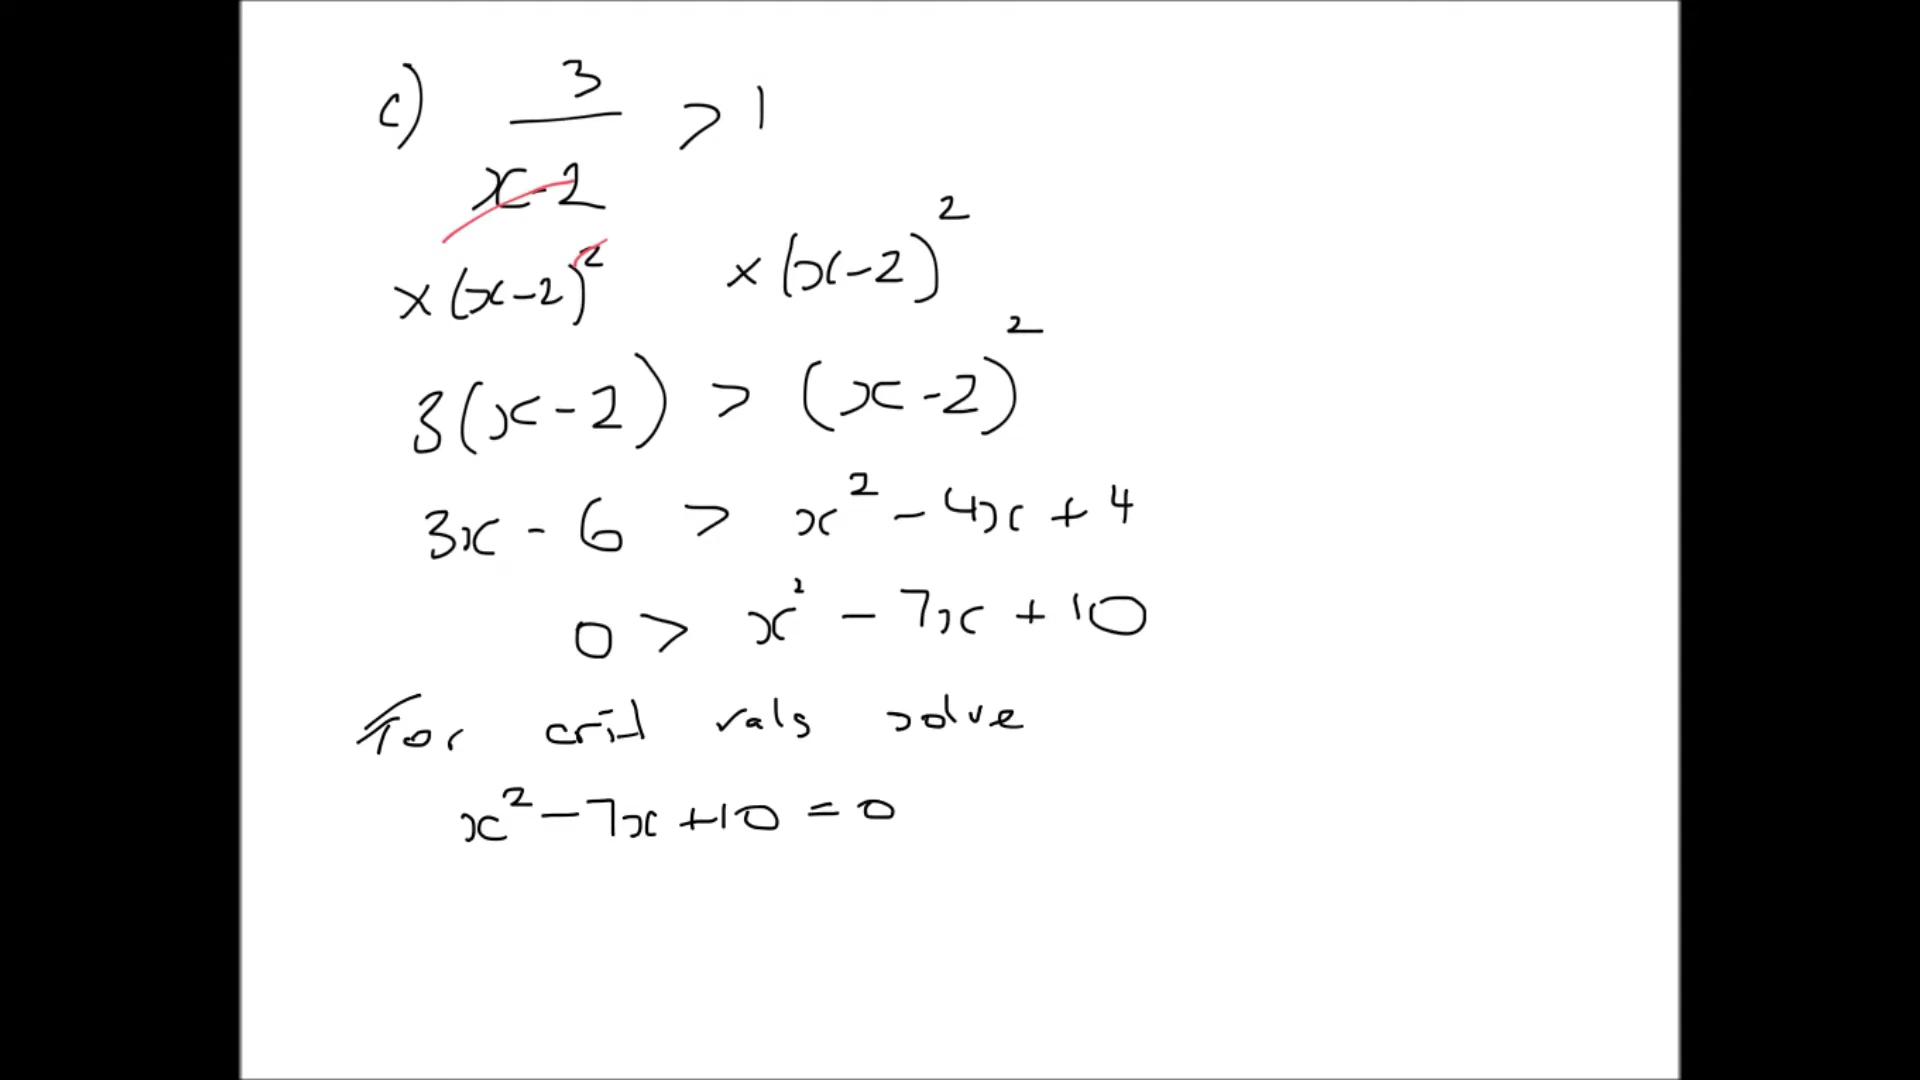 c) 3/(x-2) > 1
×(x-2)² ×(x-2)²
3(x-2) > (x-2)²
3x - 6 > x² - 4x + 4
0 > x² - 7x + 10
For crit vals solve
x² - 7x + 10 = 0